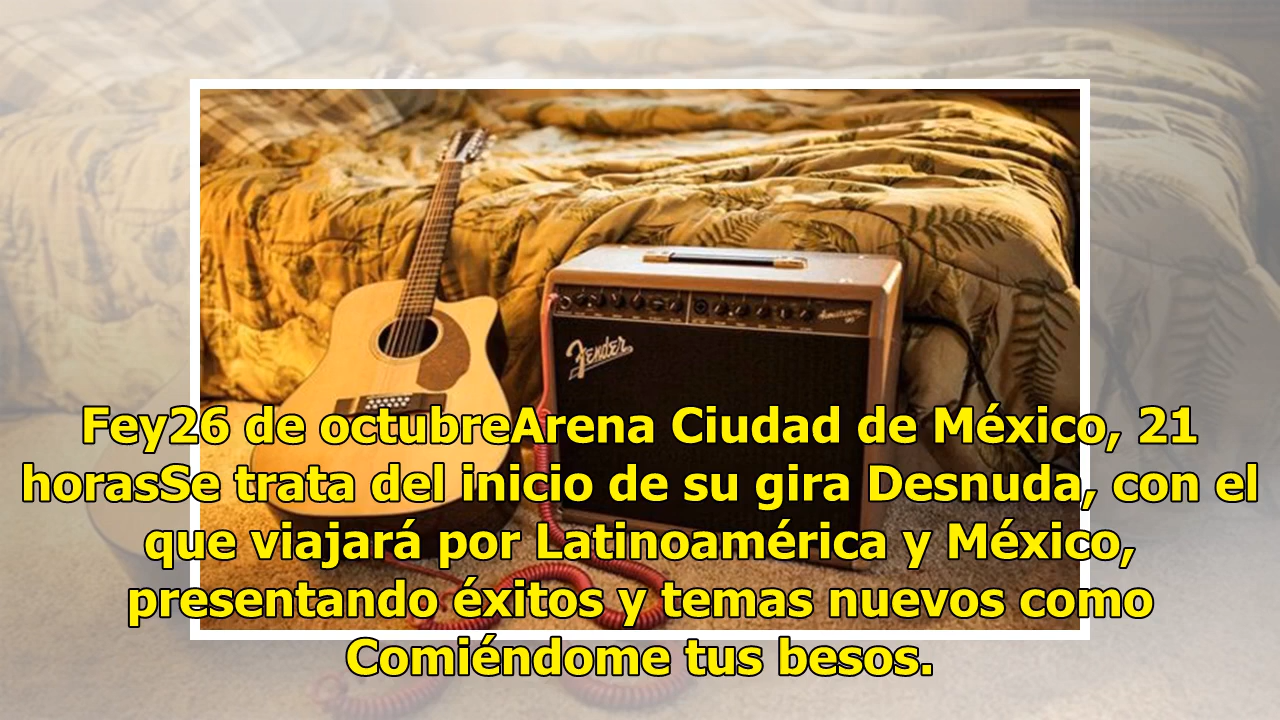 Fender
Fey26 de octubreArena Ciudad de México, 21
horasSe trata del inicio de su gira Desnuda, con el
que viajará por Latinoamérica y México,
presentando éxitos y temas nuevos como
Comiéndome tus besos.